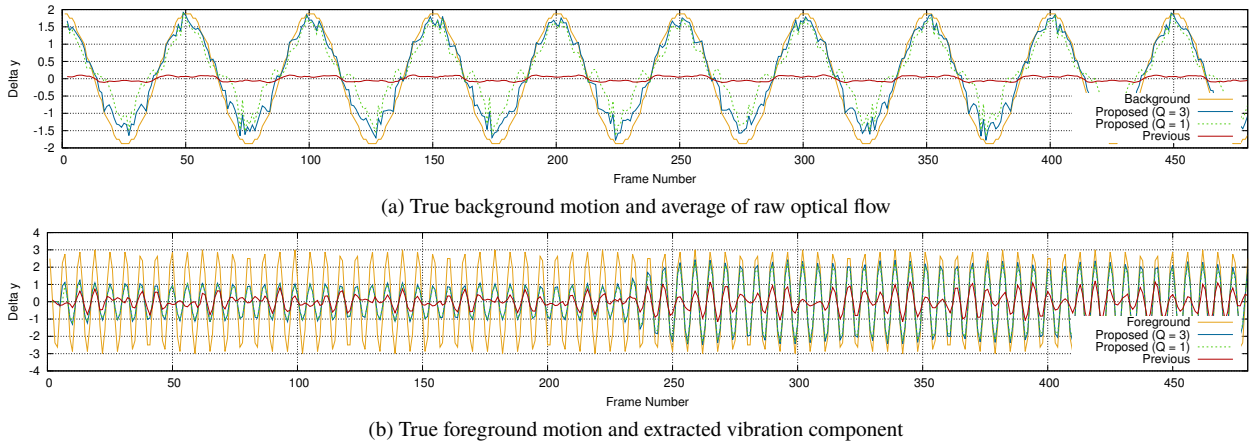 2
1.5
1
0.5
0
-0.5
-1
-1.5
-2
Delta y
Background
Proposed (Q = 3)
Proposed (Q = 1)
Previous
0 50 100 150 200 250 300 350 400 450
Frame Number
(a) True background motion and average of raw optical flow
4
3
2
1
0
-1
-2
-3
-4
Delta y
Foreground
Proposed (Q = 3)
Proposed (Q = 1)
Previous
0 50 100 150 200 250 300 350 400 450
Frame Number
(b) True foreground motion and extracted vibration component